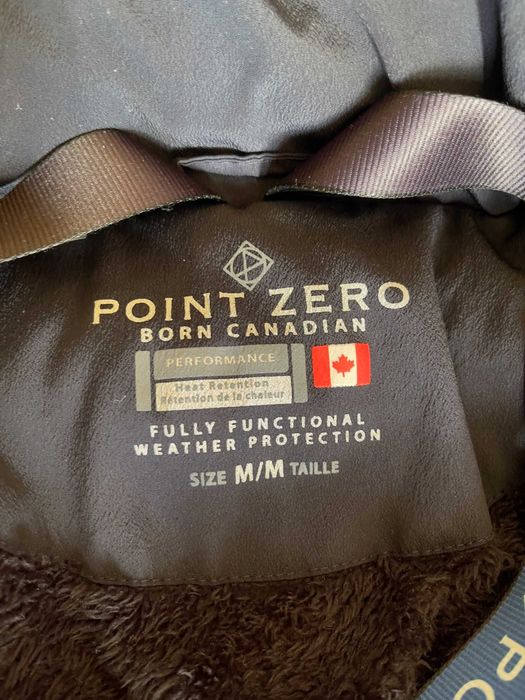 POINT ZERO
BORN CANADIAN
PERFORMANCE
Heat Retention
Rétention de la chaleur
FULLY FUNCTIONAL
WEATHER PROTECTION
SIZE M/M TAILLE